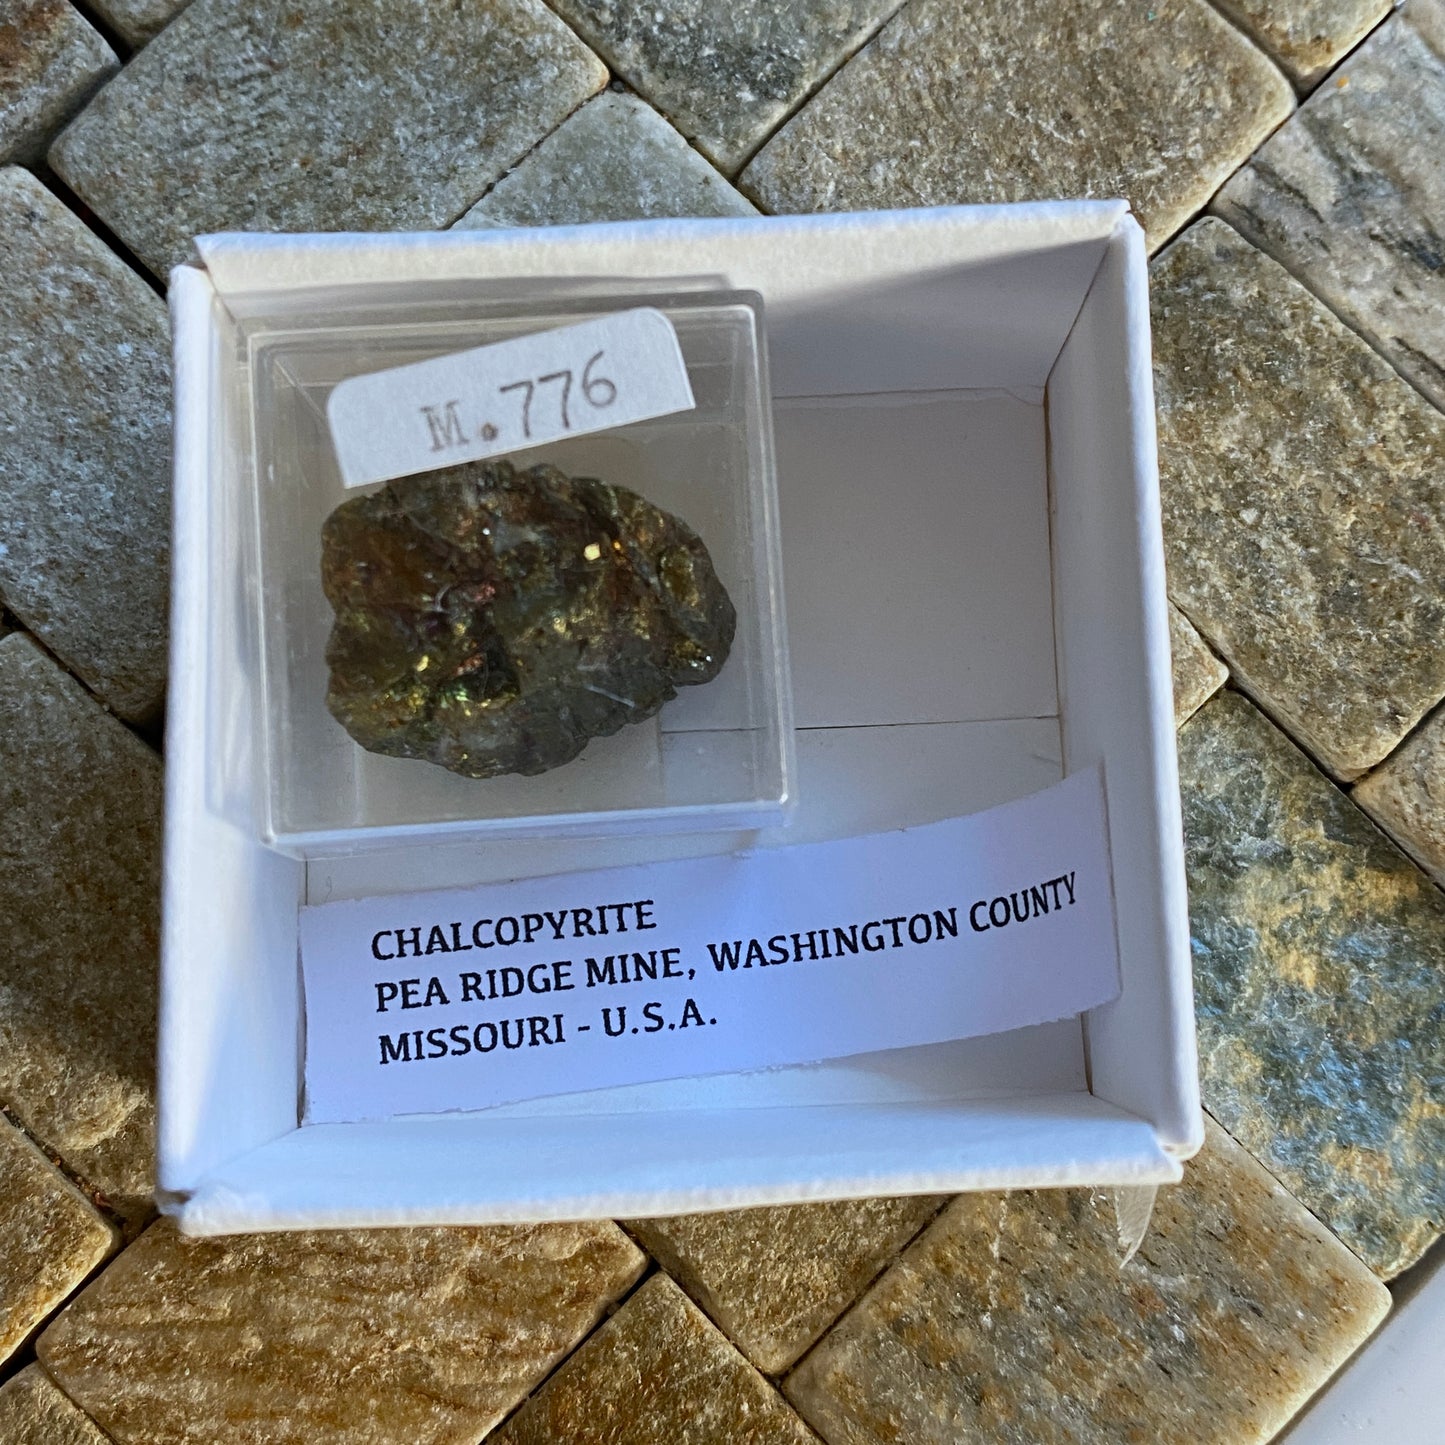 M.776
CHALCOPYRITE
PEA RIDGE MINE, WASHINGTON COUNTY
MISSOURI - U.S.A.